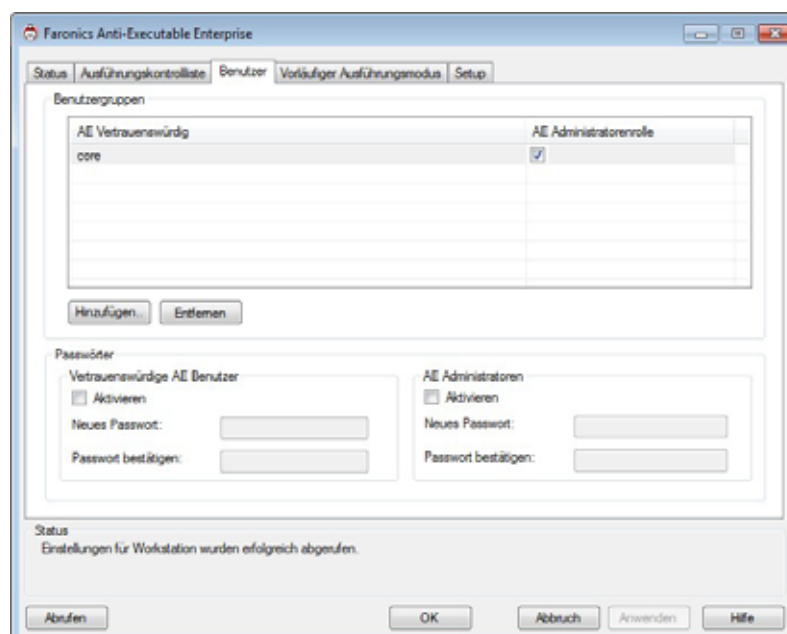 Faronics Anti-Executable Enterprise
Status Ausführungskontrolliste Benutzer Vorläufiger Ausführungsmodus Setup
Benutzergruppen
AE Vertrauenswürdig AE Administratorenrolle
core
Hinzufügen.. Entfernen
Passwörter
Vertrauenswürdige AE Benutzer AE Administratoren
Aktivieren Aktivieren
Neues Passwort: Neues Passwort:
Passwort bestätigen: Passwort bestätigen:
Status
Einstellungen für Workstation wurden erfolgreich abgerufen.
Abrufen OK Abbruch Anwenden Hilfe